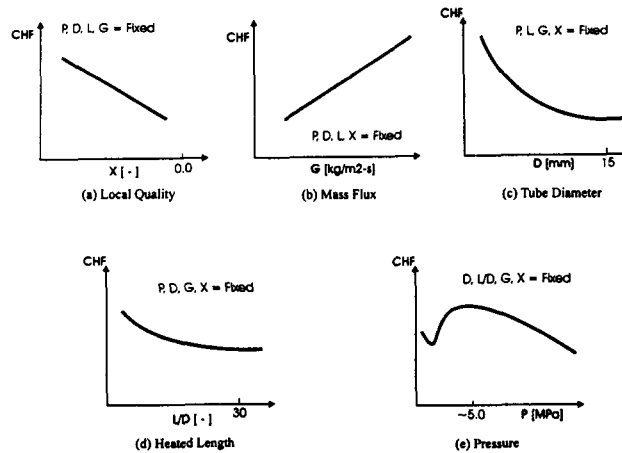 CHF
P, D, L, G = Fixed
X [ - ]
0.0
(a) Local Quality
CHF
P, D, L, X = Fixed
G [kg/m2-s]
(b) Mass Flux
CHF
P, L, G, X = Fixed
D [mm]
15
(c) Tube Diameter
CHF
P, D, G, X = Fixed
L/D [ - ]
30
(d) Heated Length
CHF
D, L/D, G, X = Fixed
~5.0
P [MPa]
(e) Pressure